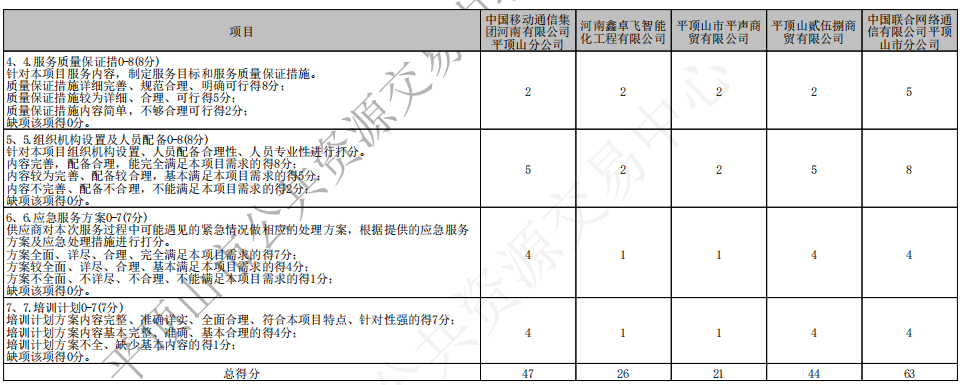 项目
中国移动通信集
团河南有限公司
平顶山分公司
河南鑫卓飞智能
化工程有限公司
平顶山市平声商
贸有限公司
平顶山贰伍捌商
贸有限公司
中国联合网络通
信有限公司平顶
山市分公司
4、4.服务质量保证措0-8(8分)
针对本项目服务内容，制定服务目标和服务质量保证措施。
质量保证措施详细完善、规范合理、明确可行得8分；
质量保证措施较为详细、合理、可行得5分；
质量保证措施内容简单，不够合理可行得2分；
缺项该项得0分。
2
2
2
2
5
5、5.组织机构设置及人员配备0-8(8分)
针对本项目组织机构设置、人员配备合理性、人员专业性进行打分。
内容完善，配备合理，能完全满足本项目需求的得8分；
内容较为完善、配备较合理，基本满足本项目需求的得5分；
内容不完善、配备不合理，不能满足本项目需求的得2分；
缺项该项得0分。
5
2
2
5
8
6、6.应急服务方案0-7(7分)
供应商对本次服务过程中可能遇见的紧急情况做相应的处理方案，根据提供的应急服务
方案及应急处理措施进行打分。
方案全面、详尽、合理、完全满足本项目需求的得7分；
方案较全面、详尽、合理、基本满足本项目需求的得4分；
方案不全面、不详尽、不合理、不能满足本项目需求的得1分；
缺项该项得0分。
4
1
1
4
4
7、7.培训计划0-7(7分)
培训计划方案内容完整、准确详实、全面合理、符合本项目特点、针对性强的得7分；
培训计划方案内容基本完整、准确、基本合理的得4分；
培训计划方案不全、缺少基本内容的得1分；
缺项该项得0分。
4
1
1
4
4
总得分
47
26
21
44
63
平顶山市公共资源交易中心
公共资源交易中心